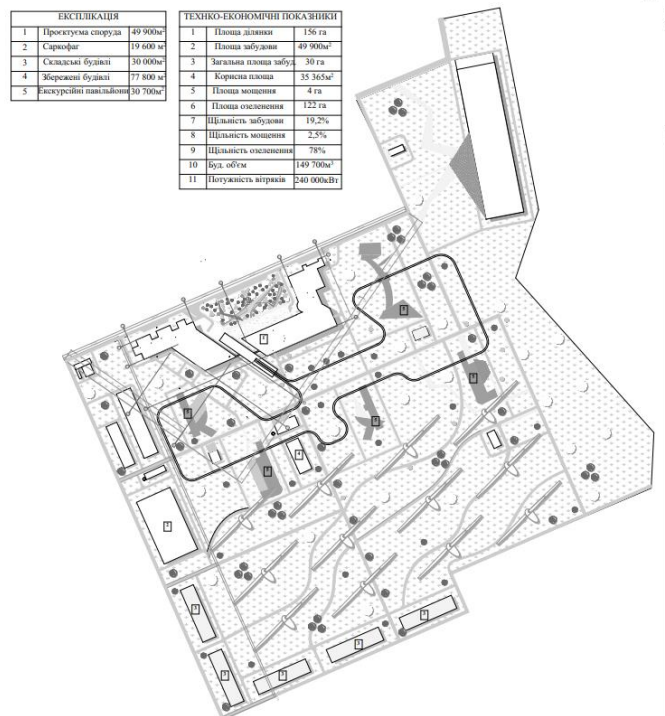 ЕКСПЛІКАЦІЯ
1 Проєктуєма споруда 49 900м²
2 Саркофаг 19 600 м²
3 Складські будівлі 30 000м²
4 Збережені будівлі 77 800 м²
5 Екскурсійні павільйони 30 700м²
ТЕХНКО-ЕКОНОМІЧНІ ПОКАЗНИКИ
1 Площа ділянки 156 га
2 Площа забудови 49 900м²
3 Загальна площа забуд. 30 га
4 Корисна площа 35 365м²
5 Площа мощення 4 га
6 Площа озеленення 122 га
7 Щільність забудови 19,2%
8 Щільність мощення 2,5%
9 Щільність озеленення 78%
10 Буд. об'єм 149 700м³
11 Потужність вітряків 240 000кВт
1
4